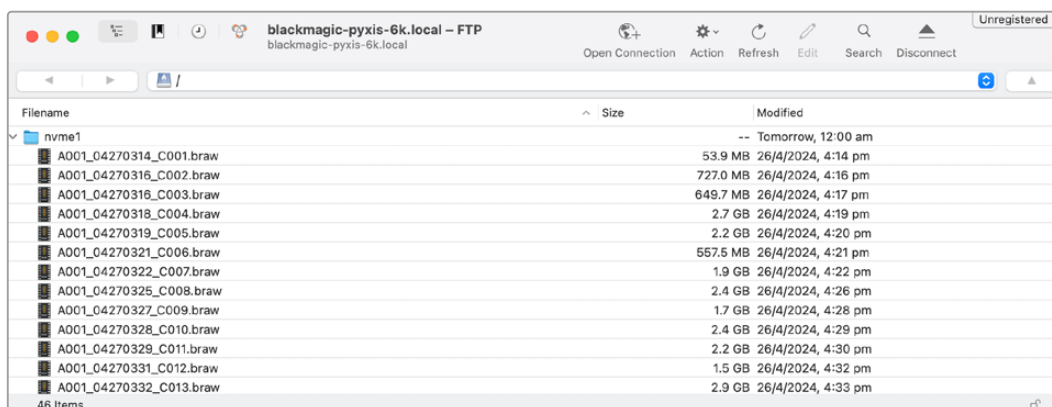 Unregistered
blackmagic-pyxis-6k.local – FTP
blackmagic-pyxis-6k.local
Open Connection Action Refresh Edit Search Disconnect
/
Filename Size Modified
nvme1 -- Tomorrow, 12:00 am
A001_04270314_C001.braw 53.9 MB 26/4/2024, 4:14 pm
A001_04270316_C002.braw 727.0 MB 26/4/2024, 4:16 pm
A001_04270316_C003.braw 649.7 MB 26/4/2024, 4:17 pm
A001_04270318_C004.braw 2.7 GB 26/4/2024, 4:19 pm
A001_04270319_C005.braw 2.2 GB 26/4/2024, 4:20 pm
A001_04270321_C006.braw 557.5 MB 26/4/2024, 4:21 pm
A001_04270322_C007.braw 1.9 GB 26/4/2024, 4:22 pm
A001_04270325_C008.braw 2.4 GB 26/4/2024, 4:26 pm
A001_04270327_C009.braw 1.7 GB 26/4/2024, 4:28 pm
A001_04270328_C010.braw 2.4 GB 26/4/2024, 4:29 pm
A001_04270329_C011.braw 2.2 GB 26/4/2024, 4:30 pm
A001_04270331_C012.braw 1.5 GB 26/4/2024, 4:32 pm
A001_04270332_C013.braw 2.9 GB 26/4/2024, 4:33 pm
46 Items